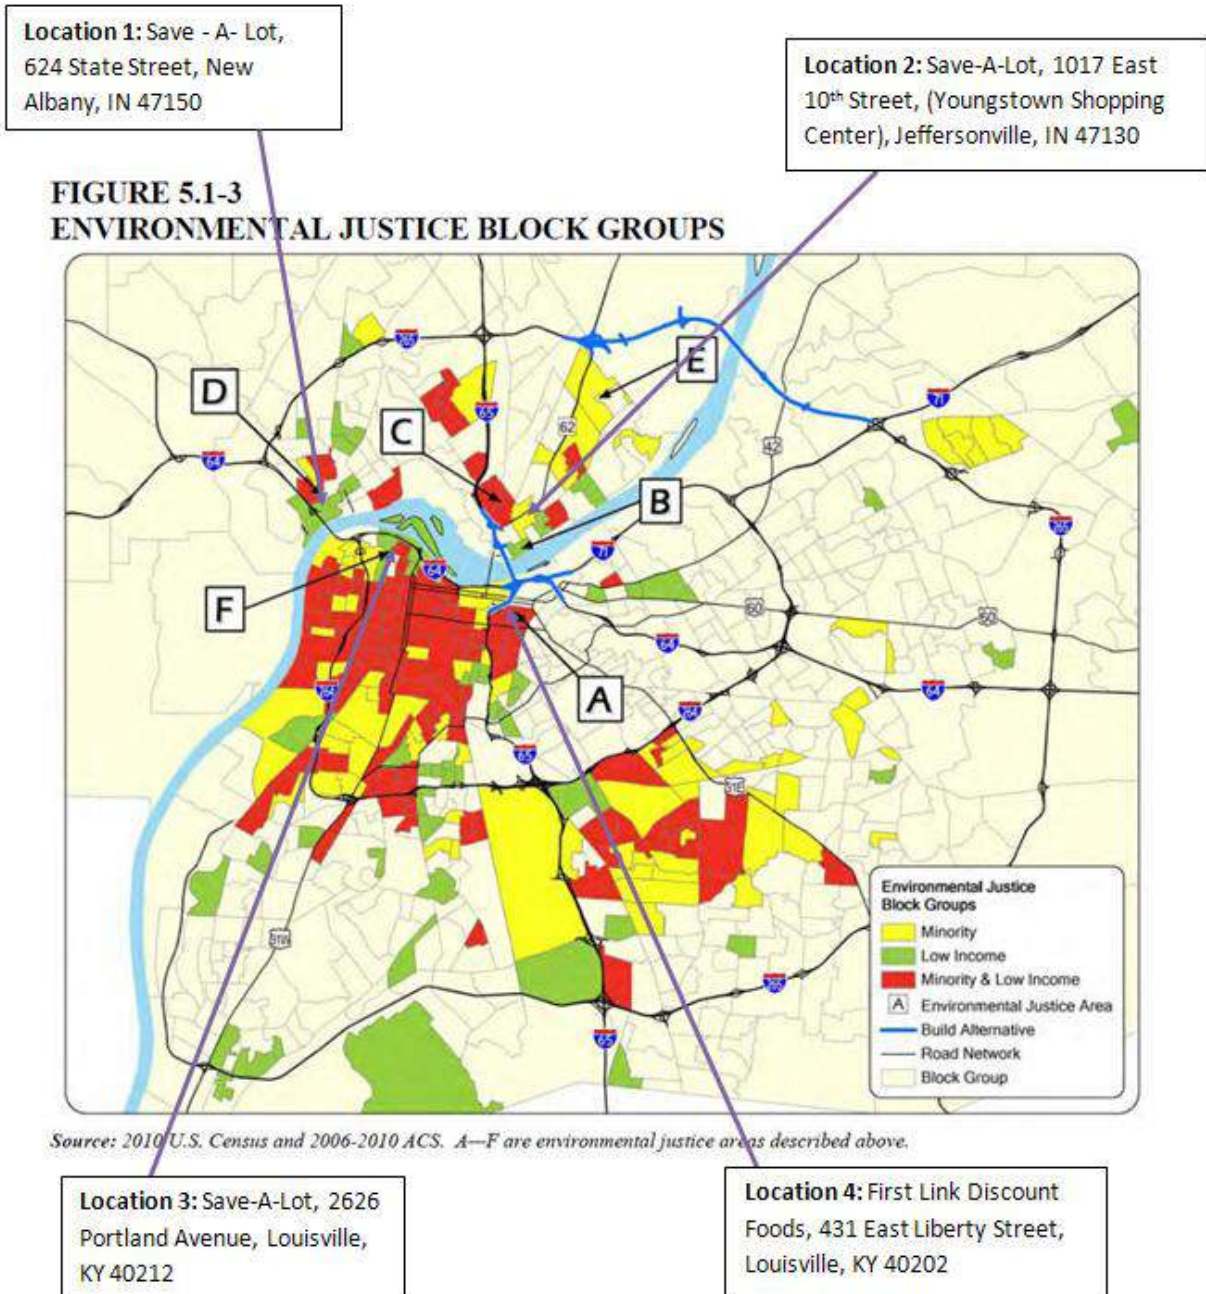 Location 1: Save - A- Lot,
624 State Street, New
Albany, IN 47150
Location 2: Save-A-Lot, 1017 East
10th Street, (Youngstown Shopping
Center), Jeffersonville, IN 47130
FIGURE 5.1-3
ENVIRONMENTAL JUSTICE BLOCK GROUPS
265
E
D
71
65
C
62
42
64
B
265
71
64
F
60
60
64
264
64
A
264
65
31E
Environmental Justice
Block Groups
Minority
Low Income
Minority & Low Income
A Environmental Justice Area
Build Alternative
Road Network
Block Group
31W
265
65
Source: 2010 U.S. Census and 2006-2010 ACS. A—F are environmental justice areas described above.
Location 3: Save-A-Lot, 2626
Portland Avenue, Louisville,
KY 40212
Location 4: First Link Discount
Foods, 431 East Liberty Street,
Louisville, KY 40202